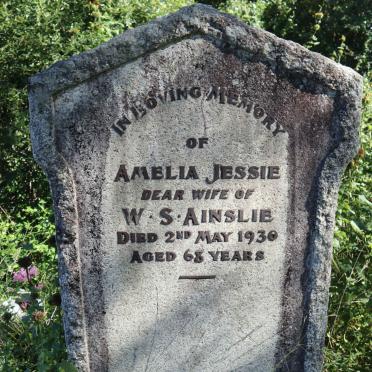 IN LOVING MEMORY
OF
AMELIA JESSIE
DEAR WIFE OF
W·S·AINSLIE
DIED 2ND MAY 1930
AGED 68 YEARS